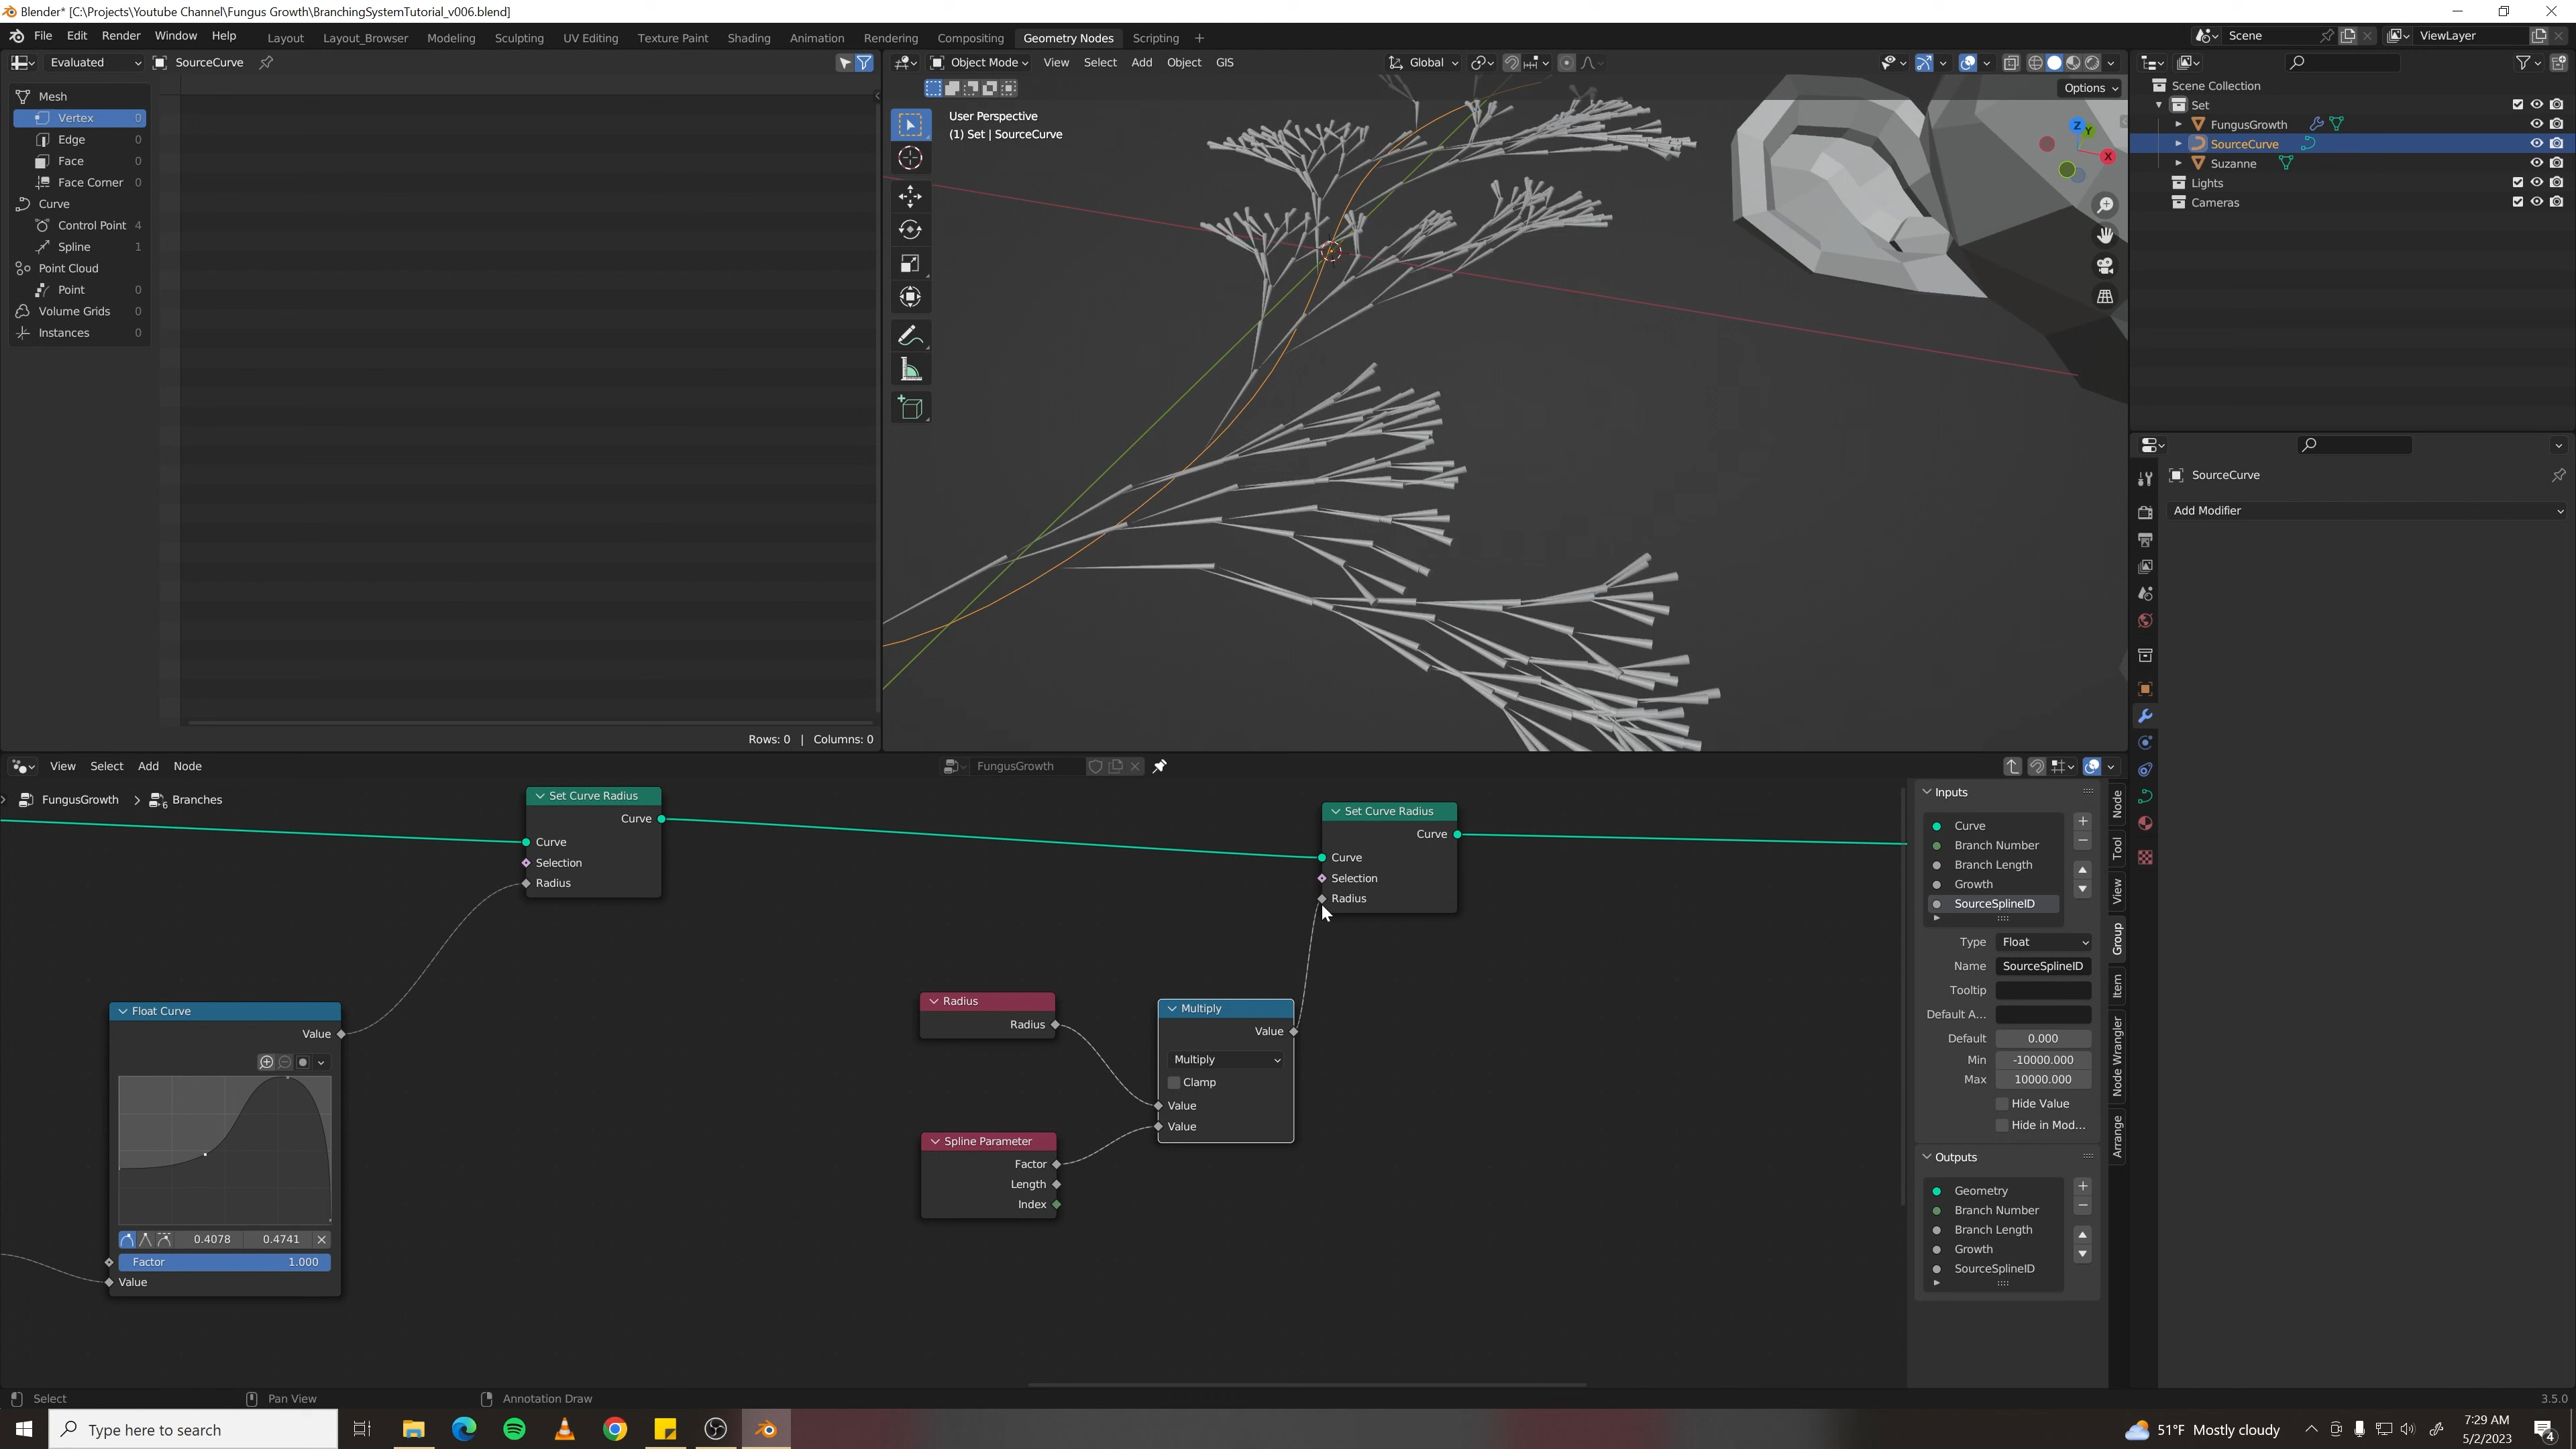 Blender* [C:\Projects\Youtube Channel\Fungus Growth\BranchingSystemTutorial_v006.blend]
File Edit Render Window Help Layout Layout_Browser Modeling Sculpting UV Editing Texture Paint Shading Animation Rendering Compositing Geometry Nodes Scripting + Scene ViewLayer
Evaluated SourceCurve
Object Mode View Select Add Object GIS Global
Options
Mesh
Vertex 0
Edge 0
Face 0
Face Corner 0
Curve
Control Point 4
Spline 1
Point Cloud
Point 0
Volume Grids 0
Instances 0
Rows: 0 | Columns: 0
User Perspective
(1) Set | SourceCurve
Z
Y
X
Scene Collection
Set
FungusGrowth
SourceCurve
Suzanne
Lights
Cameras
SourceCurve
Add Modifier
View Select Add Node FungusGrowth
FungusGrowth > 6 Branches
Set Curve Radius
Curve
Curve
Selection
Radius
Float Curve
Value
0.4078 0.4741
Factor 1.000
Value
Radius
Radius
Spline Parameter
Factor
Length
Index
Multiply
Value
Multiply
Clamp
Value
Value
Set Curve Radius
Curve
Curve
Selection
Radius
Inputs
Curve
Branch Number
Branch Length
Growth
SourceSplineID
Type Float
Name SourceSplineID
Tooltip
Default A...
Default 0.000
Min -10000.000
Max 10000.000
Hide Value
Hide in Mod...
Outputs
Geometry
Branch Number
Branch Length
Growth
SourceSplineID
Node
Tool
View
Group
Item
Node Wrangler
Arrange
Select Pan View Annotation Draw 3.5.0
Type here to search
51°F Mostly cloudy
7:29 AM
5/2/2023
4